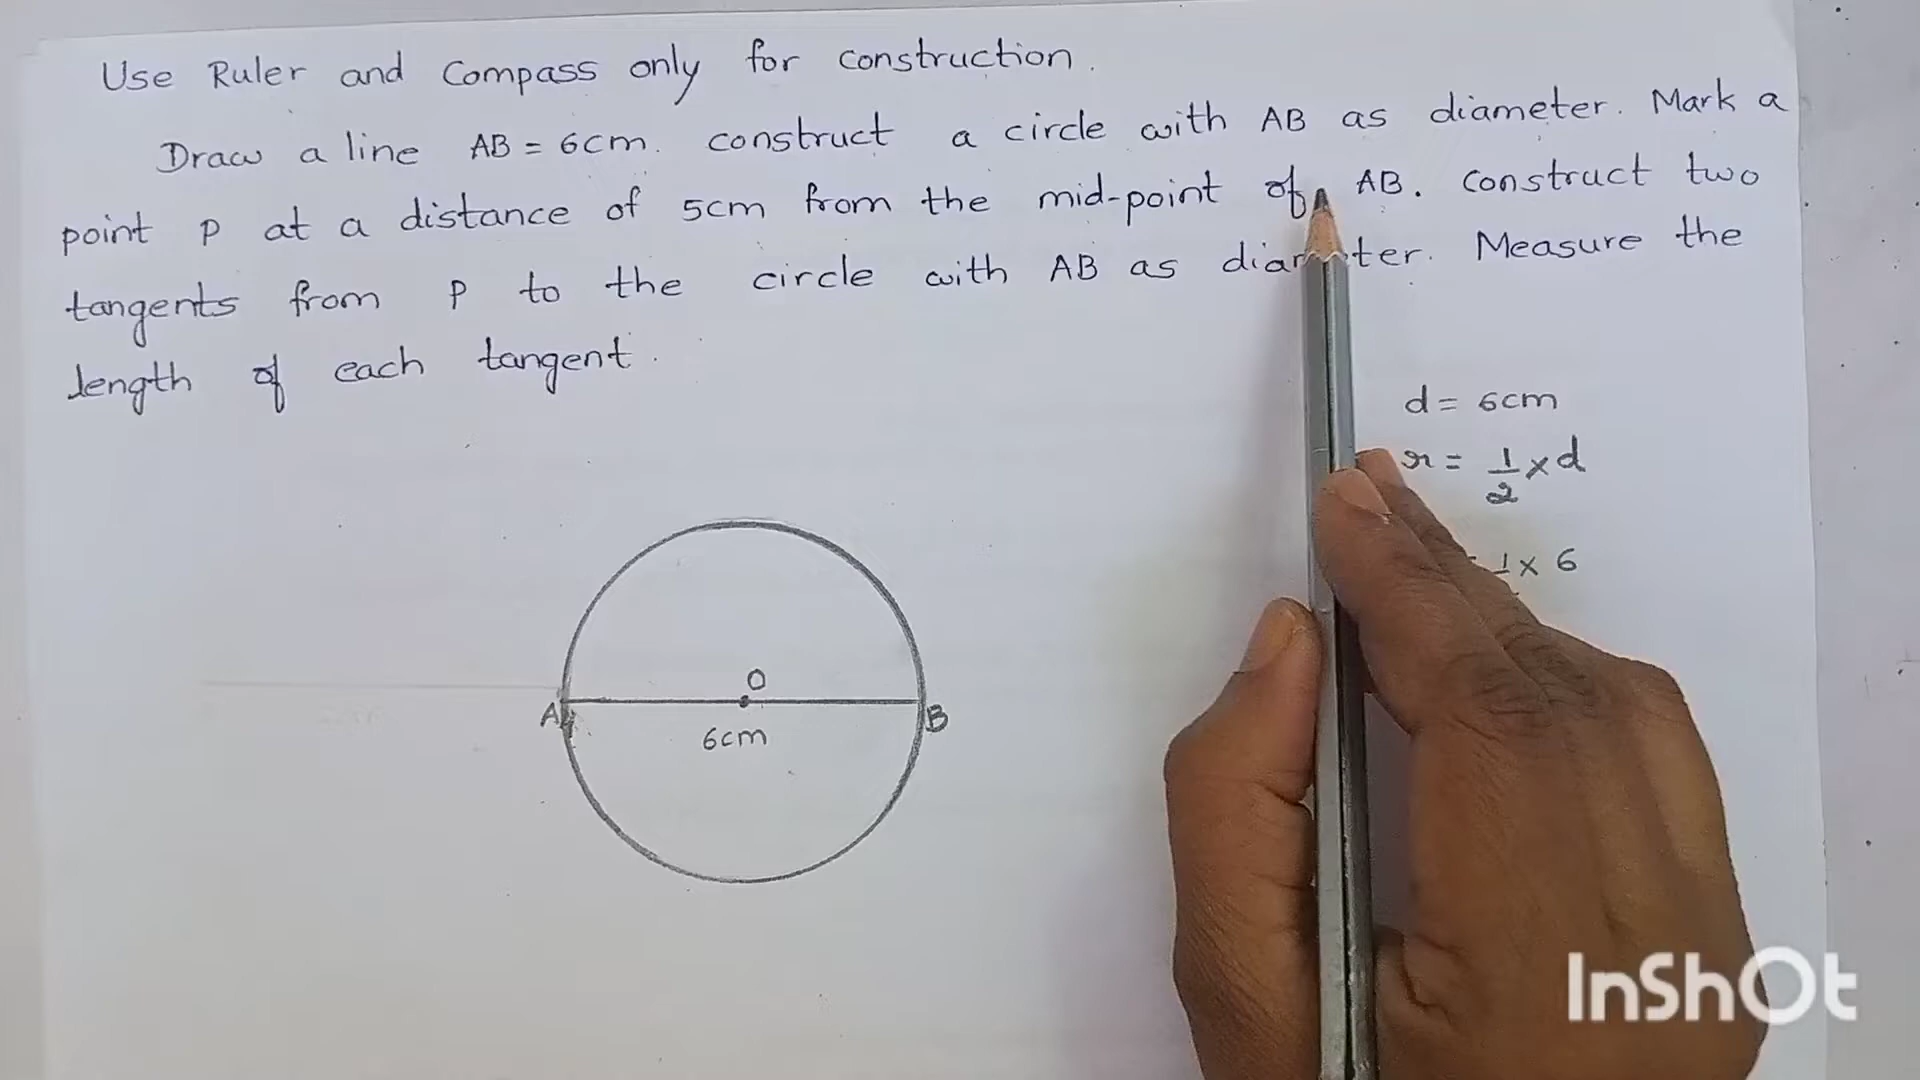 Use Ruler and Compass only for construction.
Draw a line AB = 6cm. construct a circle with AB as diameter. Mark a
point P at a distance of 5cm from the mid-point of AB. construct two
tangents from P to the circle with AB as diameter. Measure the
length of each tangent.
d = 6cm
r = 1/2 × d
1 × 6
O
A B
6cm
InShOt